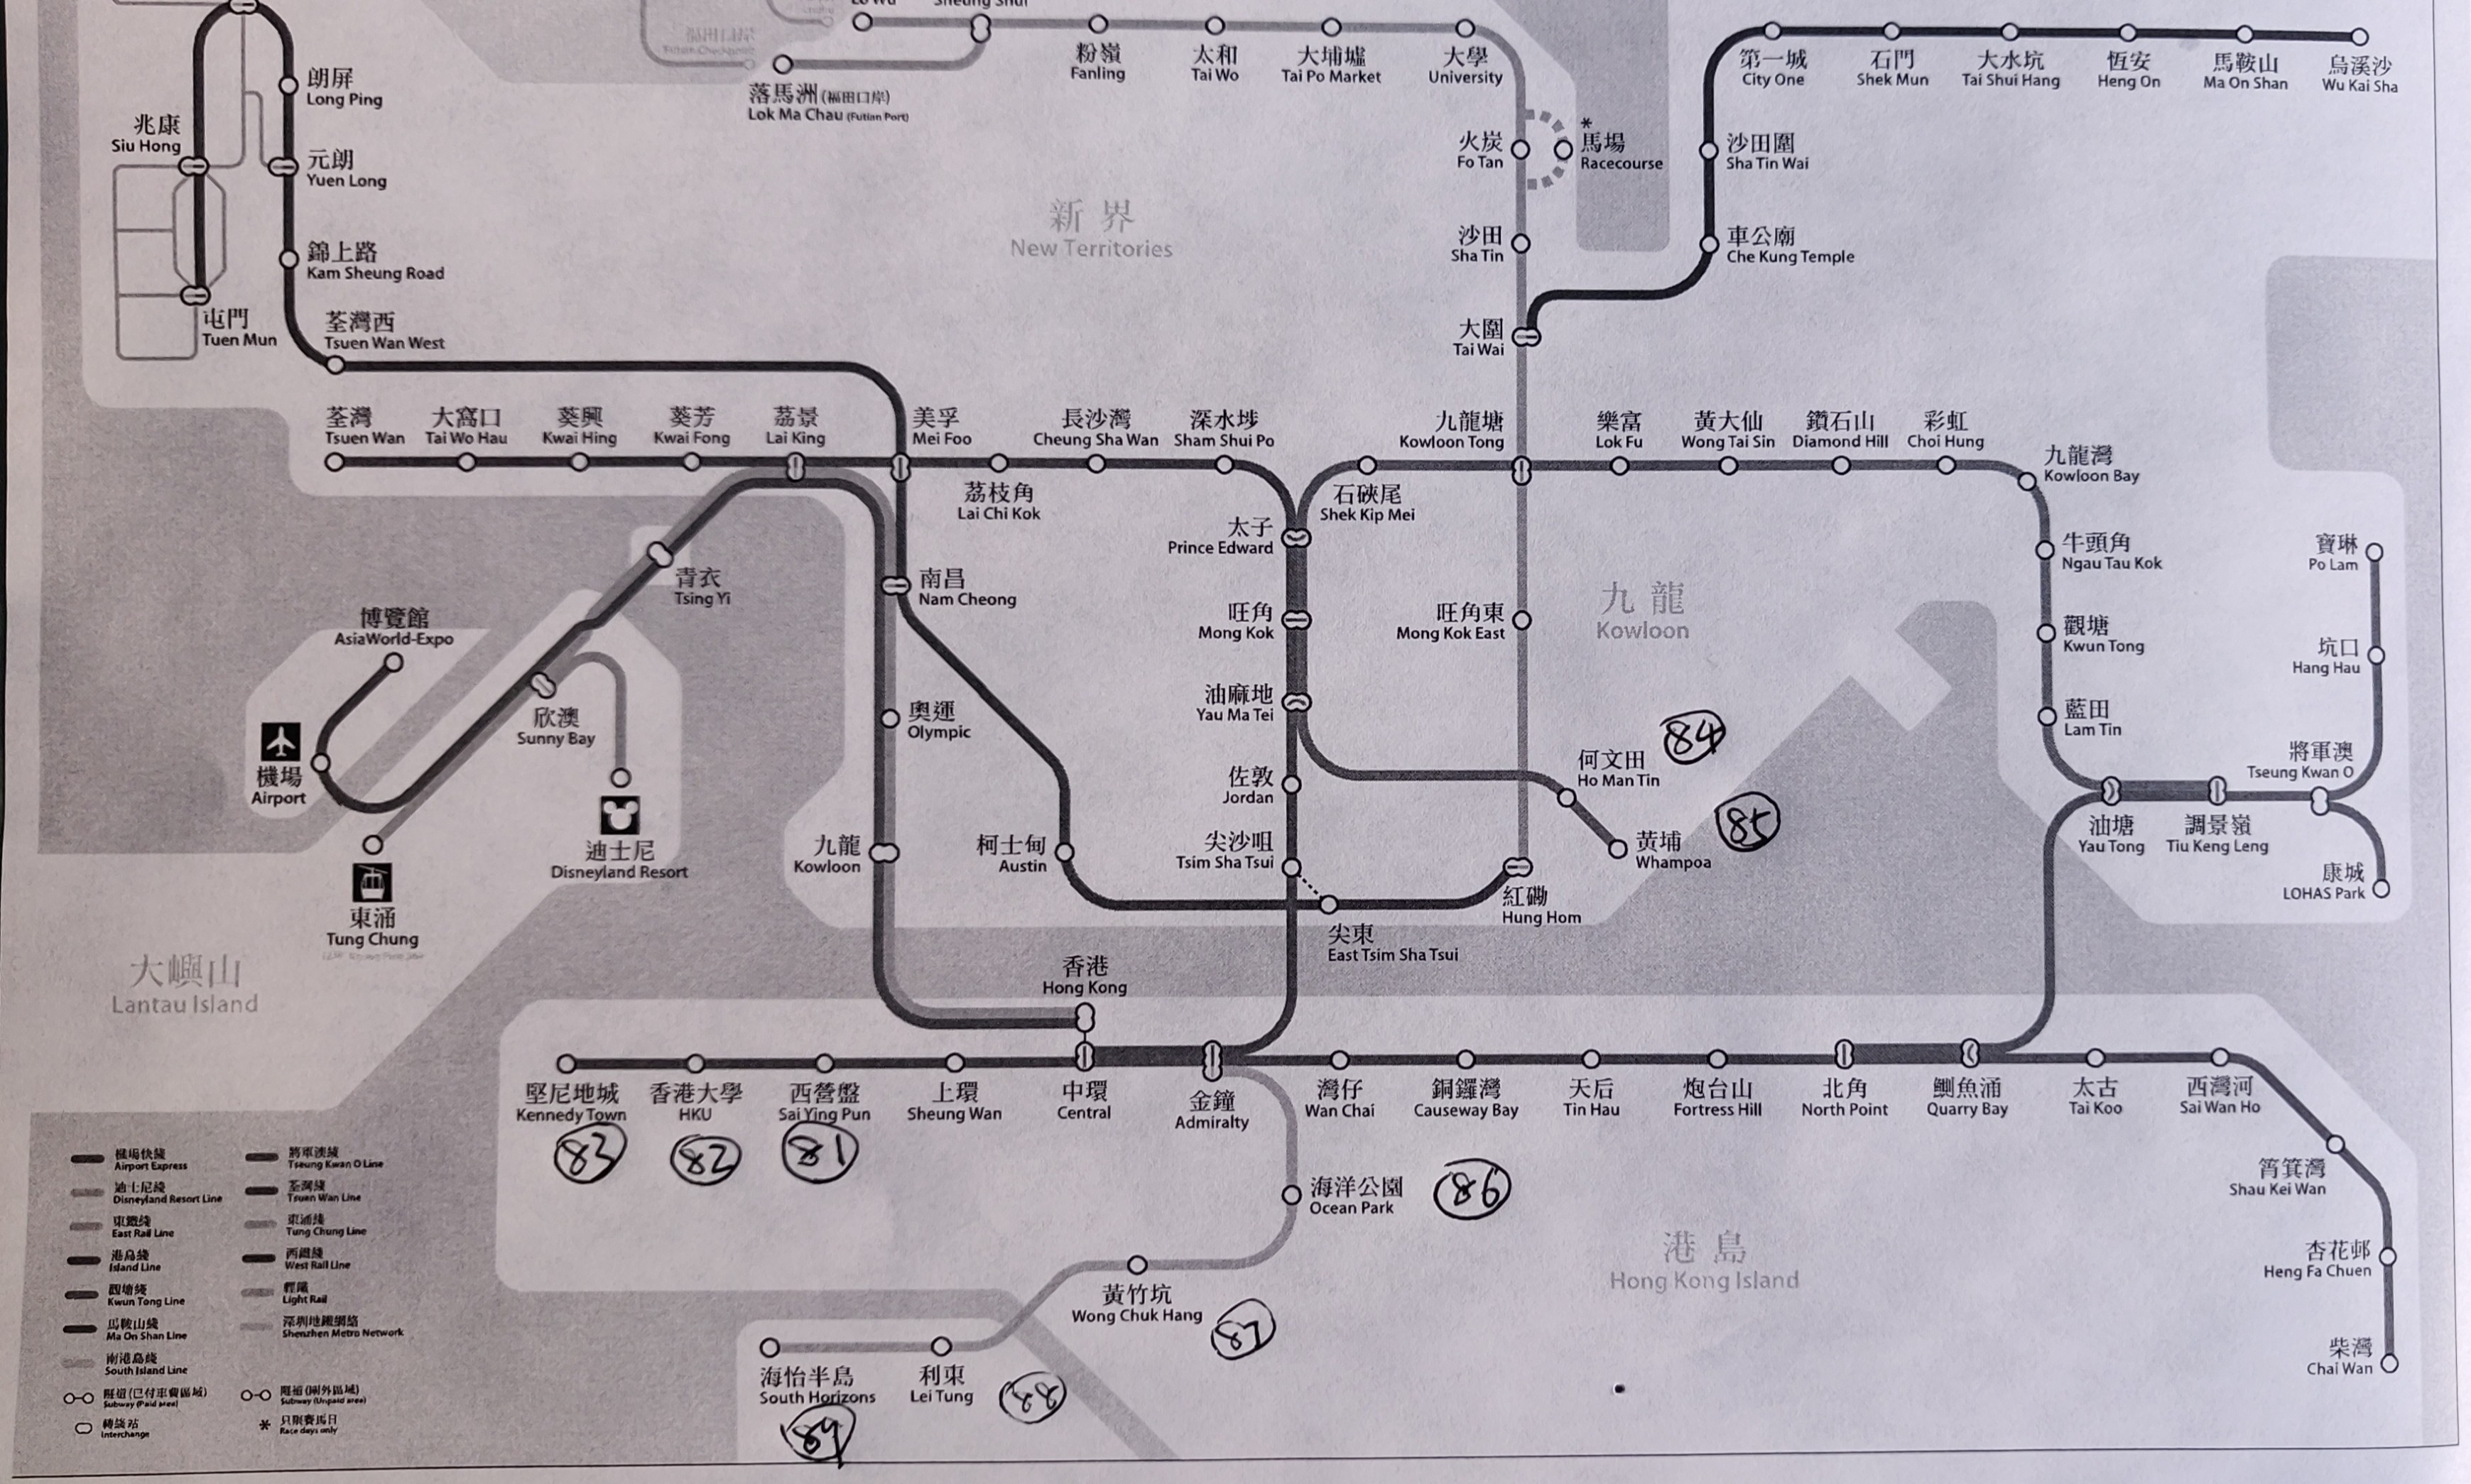 Sheung Shui
粉嶺
Fanling
太和
Tai Wo
大埔墟
Tai Po Market
大學
University
第一城
City One
石門
Shek Mun
大水坑
Tai Shui Hang
恆安
Heng On
馬鞍山
Ma On Shan
烏溪沙
Wu Kai Sha
朗屏
Long Ping
落馬洲 (福田口岸)
Lok Ma Chau (Futian Port)
兆康
Siu Hong
元朗
Yuen Long
火炭
Fo Tan
*
馬場
Racecourse
沙田圍
Sha Tin Wai
新界
New Territories
沙田
Sha Tin
車公廟
Che Kung Temple
錦上路
Kam Sheung Road
屯門
Tuen Mun
荃灣西
Tsuen Wan West
大圍
Tai Wai
荃灣
Tsuen Wan
大窩口
Tai Wo Hau
葵興
Kwai Hing
葵芳
Kwai Fong
荔景
Lai King
美孚
Mei Foo
長沙灣
Cheung Sha Wan
深水埗
Sham Shui Po
九龍塘
Kowloon Tong
樂富
Lok Fu
黃大仙
Wong Tai Sin
鑽石山
Diamond Hill
彩虹
Choi Hung
九龍灣
Kowloon Bay
荔枝角
Lai Chi Kok
石硤尾
Shek Kip Mei
太子
Prince Edward
牛頭角
Ngau Tau Kok
寶琳
Po Lam
青衣
Tsing Yi
南昌
Nam Cheong
博覽館
AsiaWorld-Expo
旺角
Mong Kok
旺角東
Mong Kok East
九龍
Kowloon
觀塘
Kwun Tong
坑口
Hang Hau
欣澳
Sunny Bay
奧運
Olympic
油麻地
Yau Ma Tei
84
藍田
Lam Tin
機場
Airport
佐敦
Jordan
何文田
Ho Man Tin
將軍澳
Tseung Kwan O
85
迪士尼
Disneyland Resort
九龍
Kowloon
柯士甸
Austin
尖沙咀
Tsim Sha Tsui
黃埔
Whampoa
油塘
Yau Tong
調景嶺
Tiu Keng Leng
康城
LOHAS Park
東涌
Tung Chung
紅磡
Hung Hom
尖東
East Tsim Sha Tsui
大嶼山
Lantau Island
香港
Hong Kong
堅尼地城
Kennedy Town
香港大學
HKU
西營盤
Sai Ying Pun
上環
Sheung Wan
中環
Central
金鐘
Admiralty
灣仔
Wan Chai
銅鑼灣
Causeway Bay
天后
Tin Hau
炮台山
Fortress Hill
北角
North Point
鰂魚涌
Quarry Bay
太古
Tai Koo
西灣河
Sai Wan Ho
83
82
81
筲箕灣
Shau Kei Wan
海洋公園
Ocean Park
86
港島
Hong Kong Island
杏花邨
Heng Fa Chuen
黃竹坑
Wong Chuk Hang
87
柴灣
Chai Wan
海怡半島
South Horizons
利東
Lei Tung
88
89
機場快綫
Airport Express
迪士尼綫
Disneyland Resort Line
東鐵綫
East Rail Line
港島綫
Island Line
觀塘綫
Kwun Tong Line
馬鞍山綫
Ma On Shan Line
南港島綫
South Island Line
隧道 (已付車費區域)
Subway (Paid area)
轉綫站
Interchange
將軍澳綫
Tseung Kwan O Line
荃灣綫
Tsuen Wan Line
東涌綫
Tung Chung Line
西鐵綫
West Rail Line
輕鐵
Light Rail
深圳地鐵網絡
Shenzhen Metro Network
隧道 (閘外區域)
Subway (Unpaid area)
* 只限賽馬日
Race days only